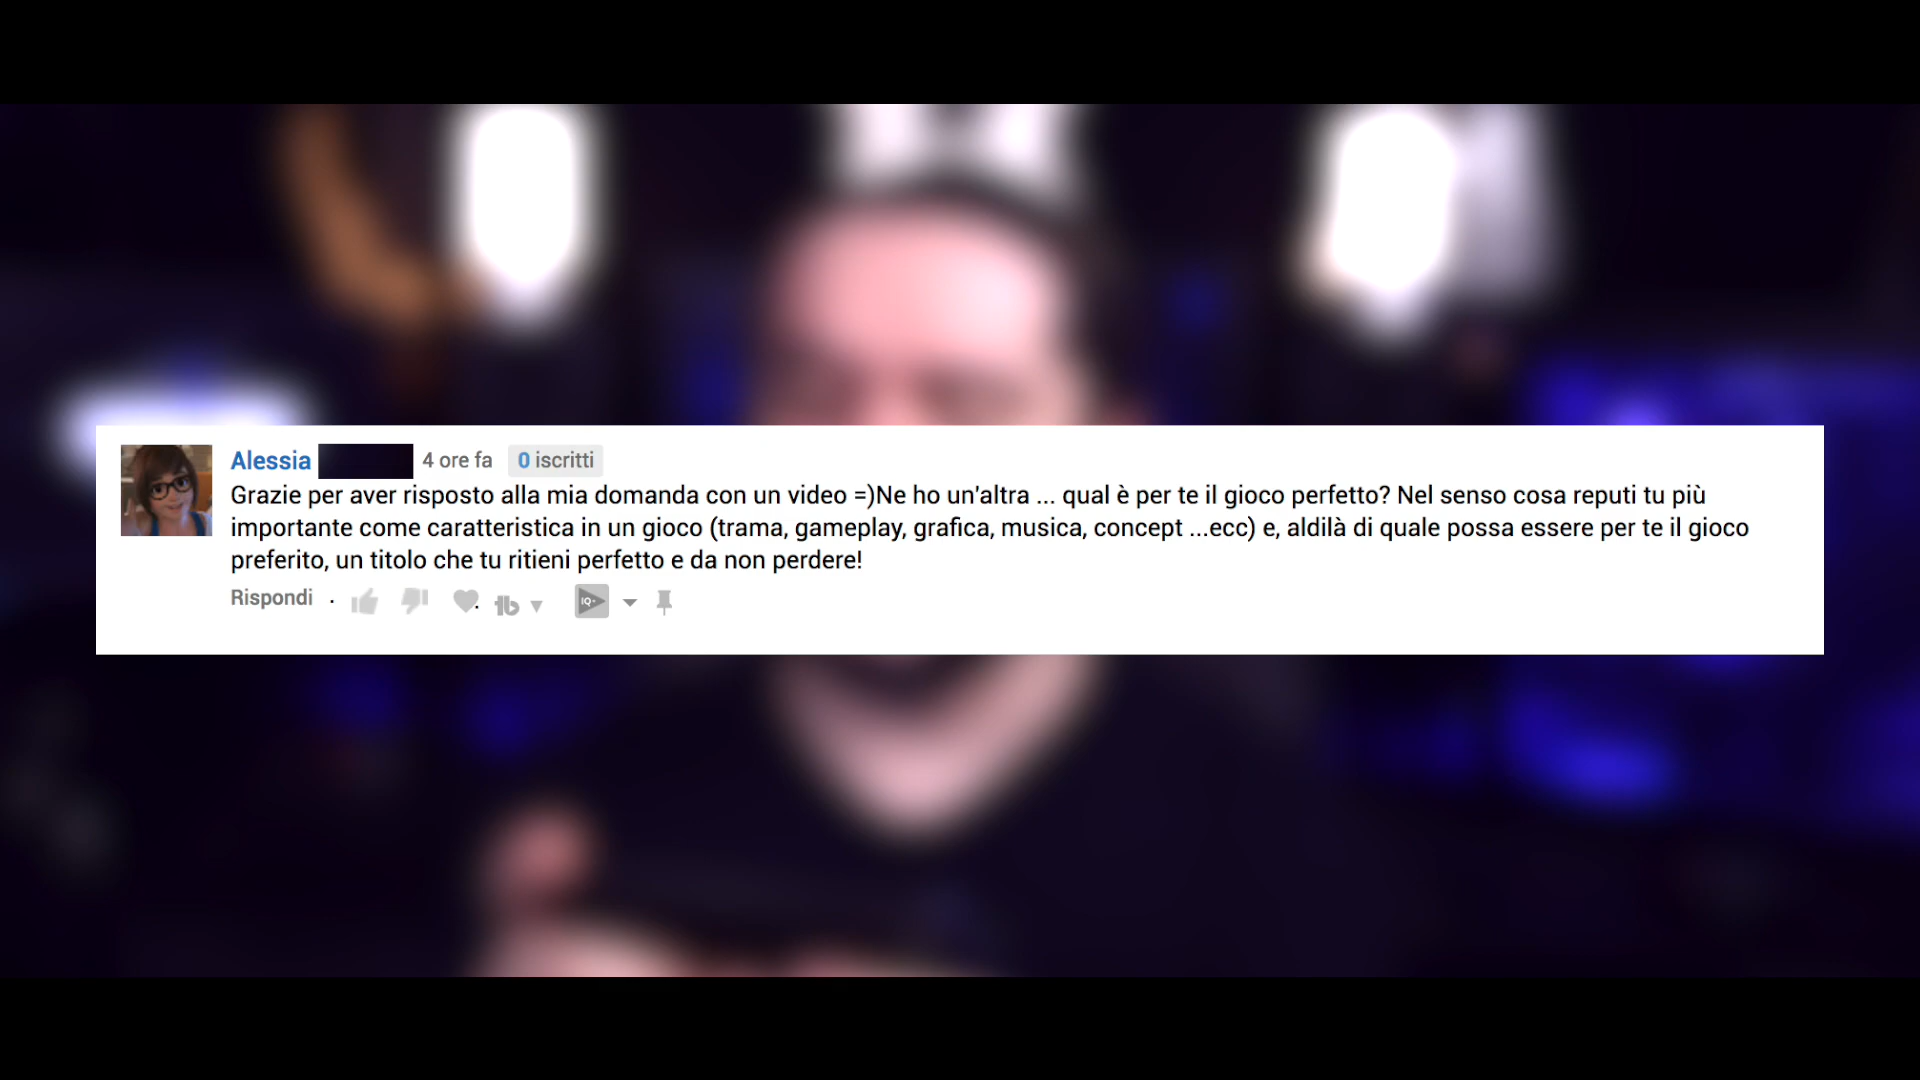 Alessia 4 ore fa 0 iscritti
Grazie per aver risposto alla mia domanda con un video =)Ne ho un'altra ... qual è per te il gioco perfetto? Nel senso cosa reputi tu più
importante come caratteristica in un gioco (trama, gameplay, grafica, musica, concept ...ecc) e, aldilà di quale possa essere per te il gioco
preferito, un titolo che tu ritieni perfetto e da non perdere!
Rispondi · tb IQ